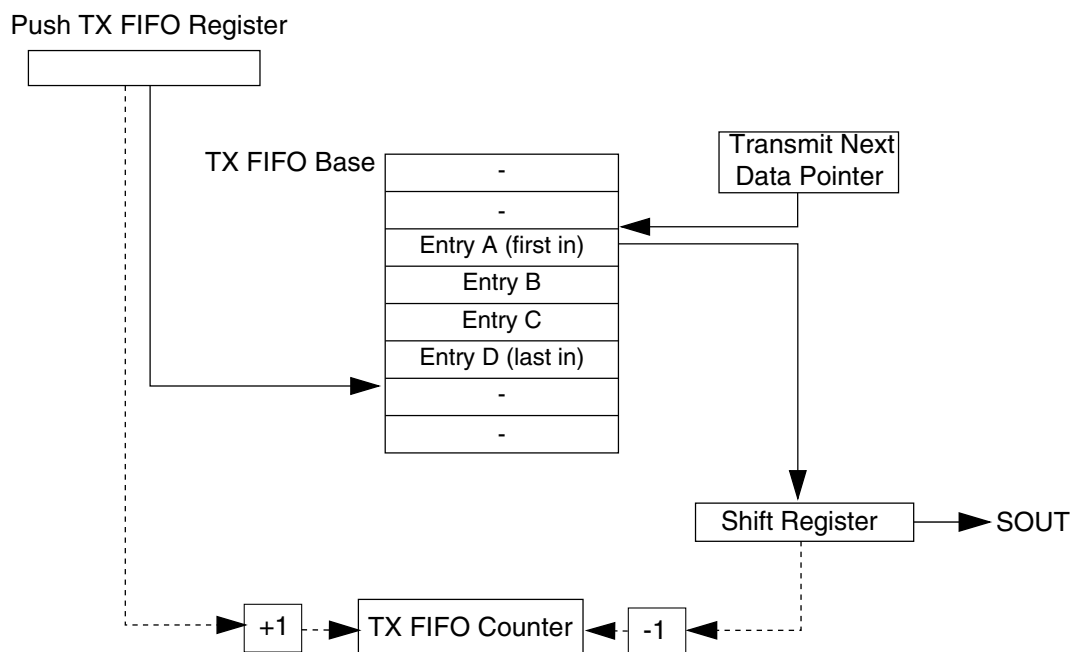 Push TX FIFO Register
TX FIFO Base
Transmit Next
Data Pointer
-
-
Entry A (first in)
Entry B
Entry C
Entry D (last in)
-
-
Shift Register
SOUT
+1
TX FIFO Counter
-1